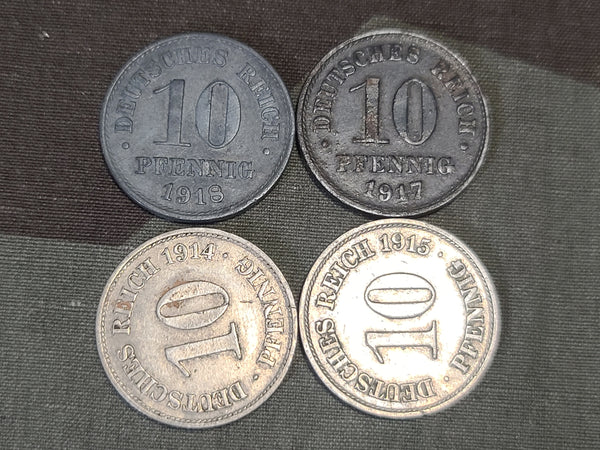 DEUTSCHES REICH
10
PFENNIG
1918
DEUTSCHES REICH
10
PFENNIG
1917
DEUTSCHES REICH 1914 · PFENNIG ·
10
DEUTSCHES REICH 1915 · PFENNIG ·
10